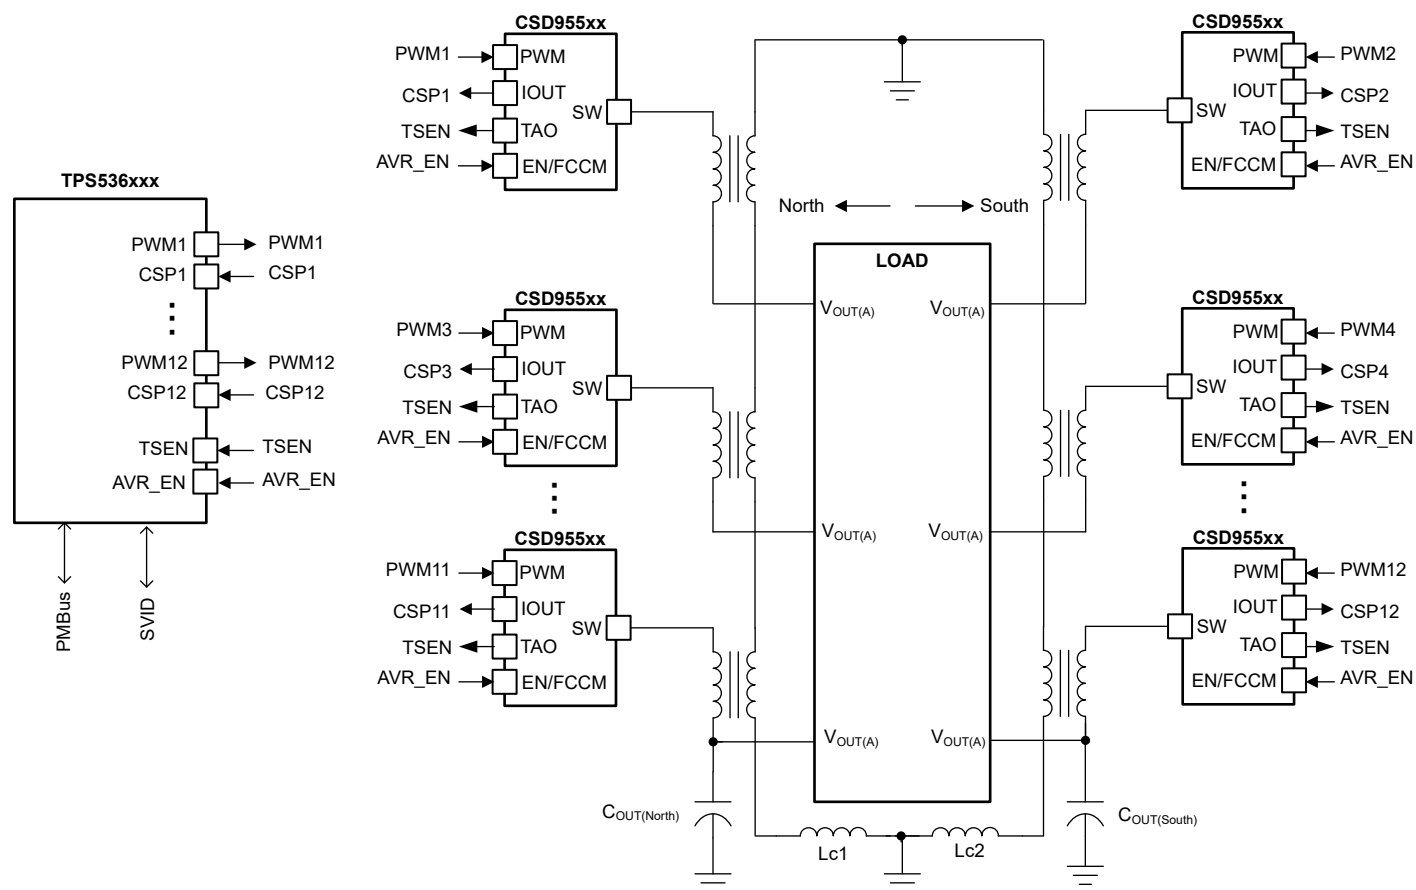 TPS536xxx
PWM1
PWM1
CSP1
CSP1
PWM12
PWM12
CSP12
CSP12
TSEN
TSEN
AVR_EN
AVR_EN
PMBus
SVID
CSD955xx
PWM1
PWM
CSP1
IOUT
TSEN
TAO
AVR_EN
EN/FCCM
SW
CSD955xx
PWM3
PWM
CSP3
IOUT
TSEN
TAO
AVR_EN
EN/FCCM
SW
CSD955xx
PWM11
PWM
CSP11
IOUT
TSEN
TAO
AVR_EN
EN/FCCM
SW
North
South
LOAD
VOUT(A)
VOUT(A)
VOUT(A)
VOUT(A)
VOUT(A)
VOUT(A)
COUT(North)
Lc1
Lc2
COUT(South)
CSD955xx
PWM
PWM2
IOUT
CSP2
SW
TAO
TSEN
EN/FCCM
AVR_EN
CSD955xx
PWM
PWM4
IOUT
CSP4
SW
TAO
TSEN
EN/FCCM
AVR_EN
CSD955xx
PWM
PWM12
IOUT
CSP12
SW
TAO
TSEN
EN/FCCM
AVR_EN